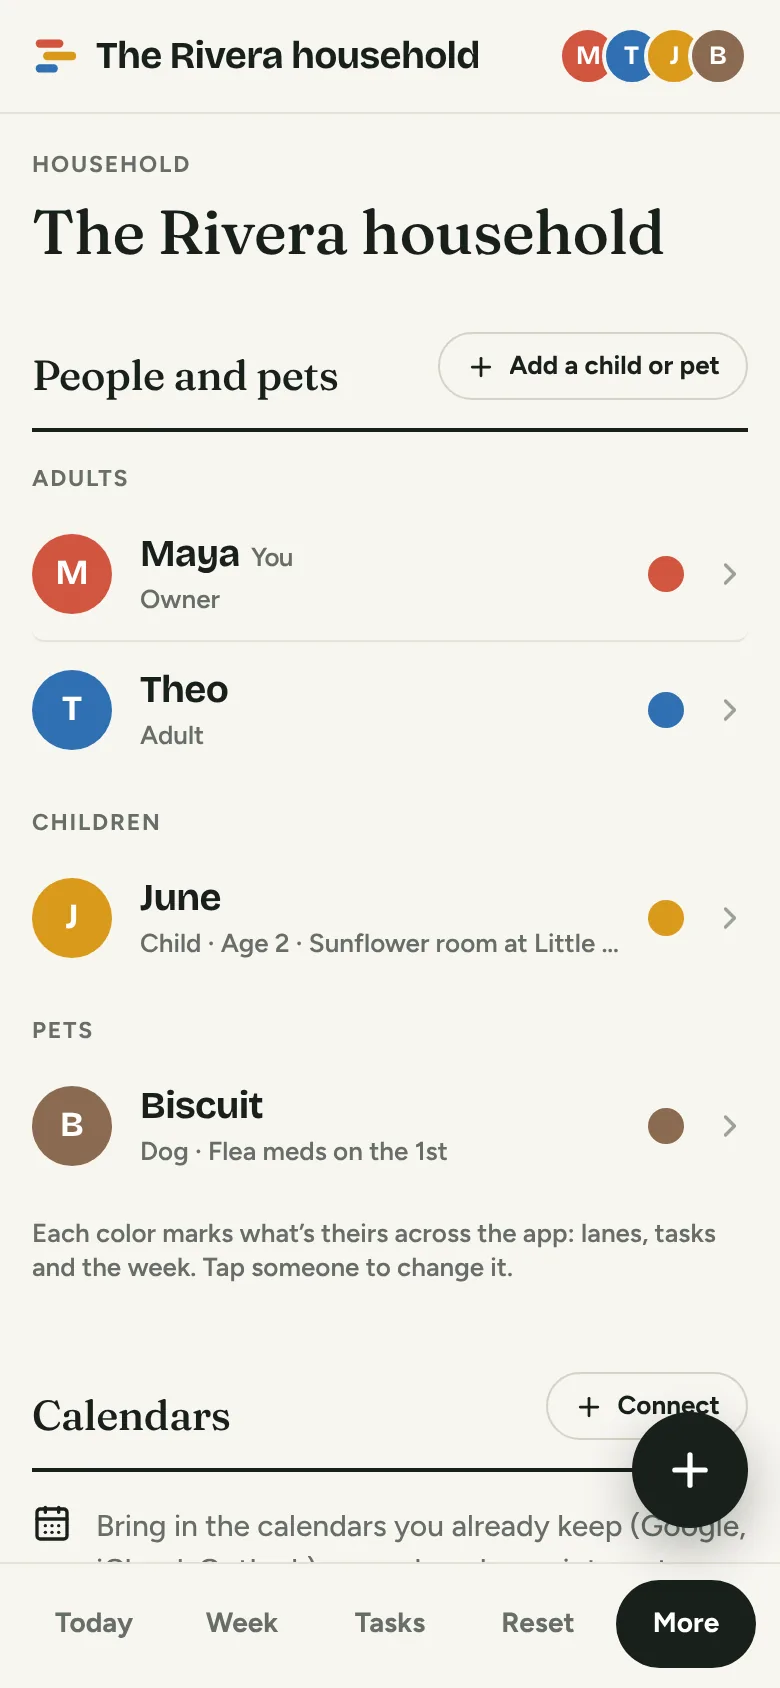 The Rivera household
M T J B
HOUSEHOLD
The Rivera household
People and pets
+ Add a child or pet
ADULTS
M
Maya You
Owner
T
Theo
Adult
CHILDREN
J
June
Child · Age 2 · Sunflower room at Little ...
PETS
B
Biscuit
Dog · Flea meds on the 1st
Each color marks what’s theirs across the app: lanes, tasks
and the week. Tap someone to change it.
Calendars
+ Connect
Bring in the calendars you already keep (Google,
Today Week Tasks Reset More